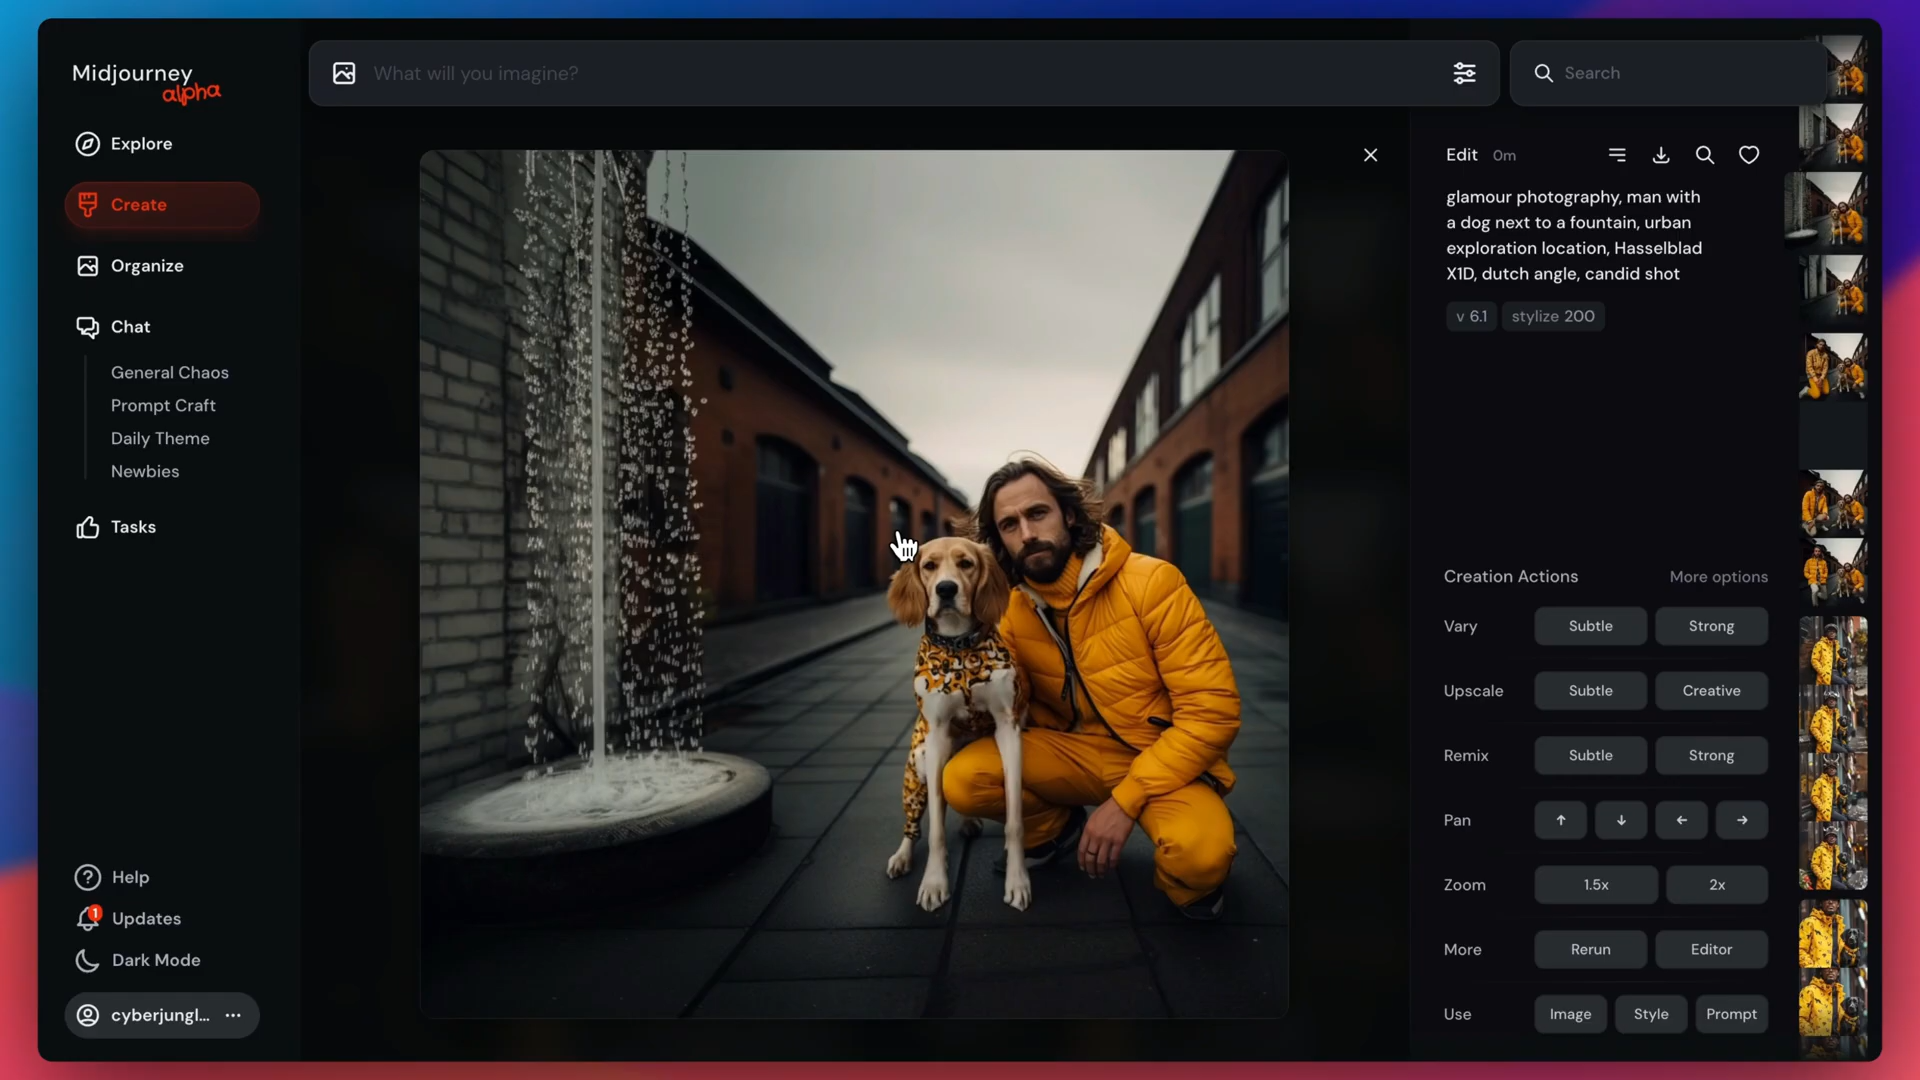 Midjourney
alpha
What will you imagine?
Search
Explore
Create
Organize
Chat
General Chaos
Prompt Craft
Daily Theme
Newbies
Tasks
Help
1
Updates
Dark Mode
cyberjungl... ...
Edit 0m
glamour photography, man with
a dog next to a fountain, urban
exploration location, Hasselblad
X1D, dutch angle, candid shot
v 6.1 stylize 200
Creation Actions More options
Vary Subtle Strong
Upscale Subtle Creative
Remix Subtle Strong
Pan ↑ ↓ ← →
Zoom 1.5x 2x
More Rerun Editor
Use Image Style Prompt